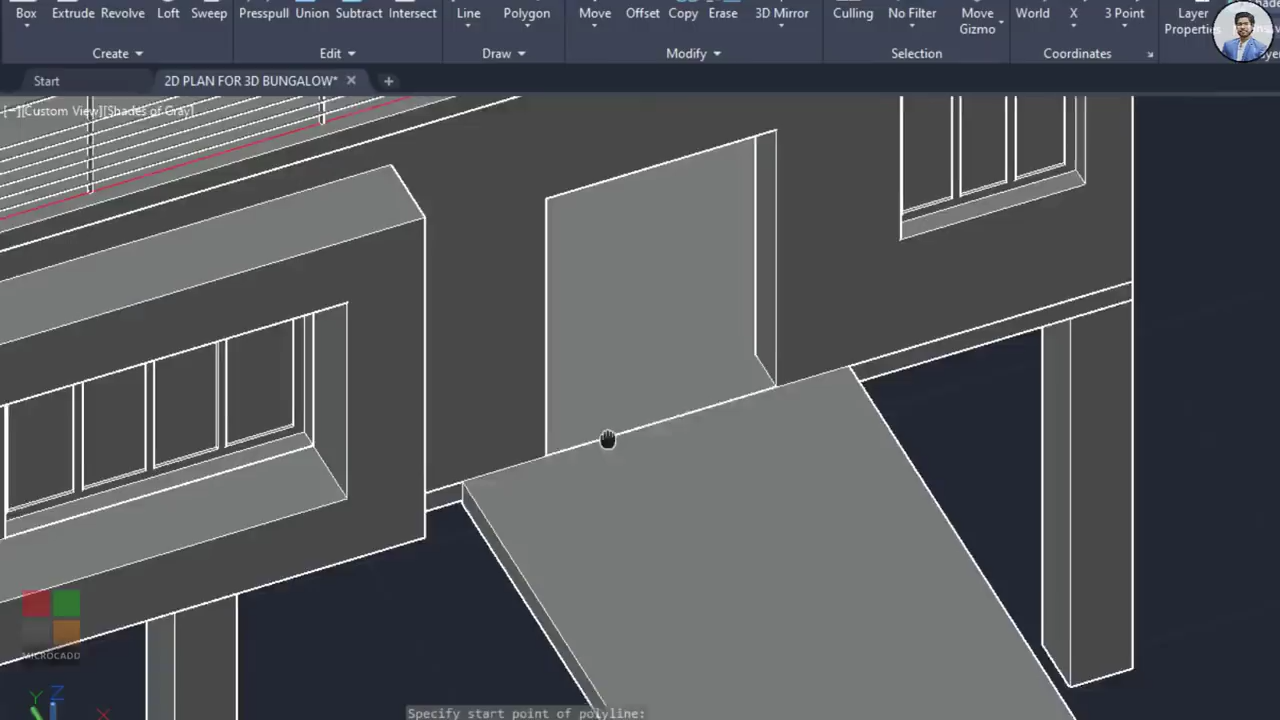 Box Extrude Revolve Loft Sweep Presspull Union Subtract Intersect Line Polygon Move Offset Copy Erase 3D Mirror Culling No Filter Move Gizmo World X 3 Point Layer Properties
Create Edit Draw Modify Selection Coordinates
Start 2D PLAN FOR 3D BUNGALOW*
[−][Custom View][Shades of Gray]
MICROCADD
Y Z X
Specify start point of polyline: